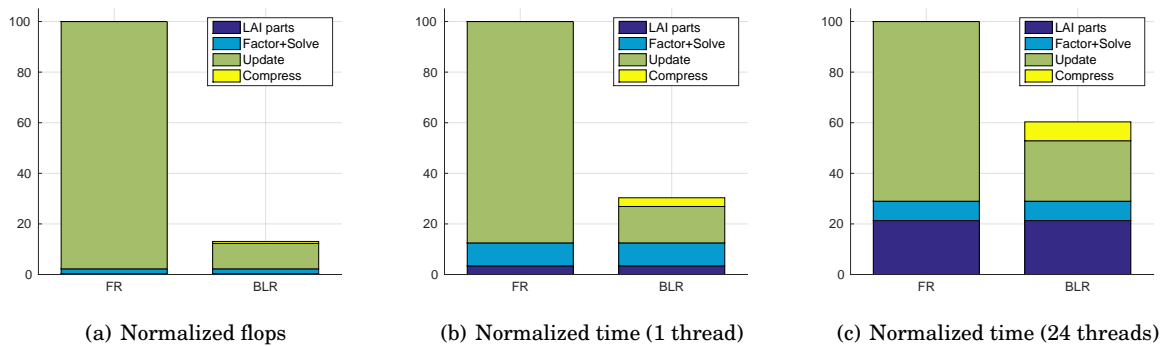 100
80
60
40
20
0
LAI parts
Factor+Solve
Update
Compress
FR BLR
(a) Normalized flops
100
80
60
40
20
0
LAI parts
Factor+Solve
Update
Compress
FR BLR
(b) Normalized time (1 thread)
100
80
60
40
20
0
LAI parts
Factor+Solve
Update
Compress
FR BLR
(c) Normalized time (24 threads)